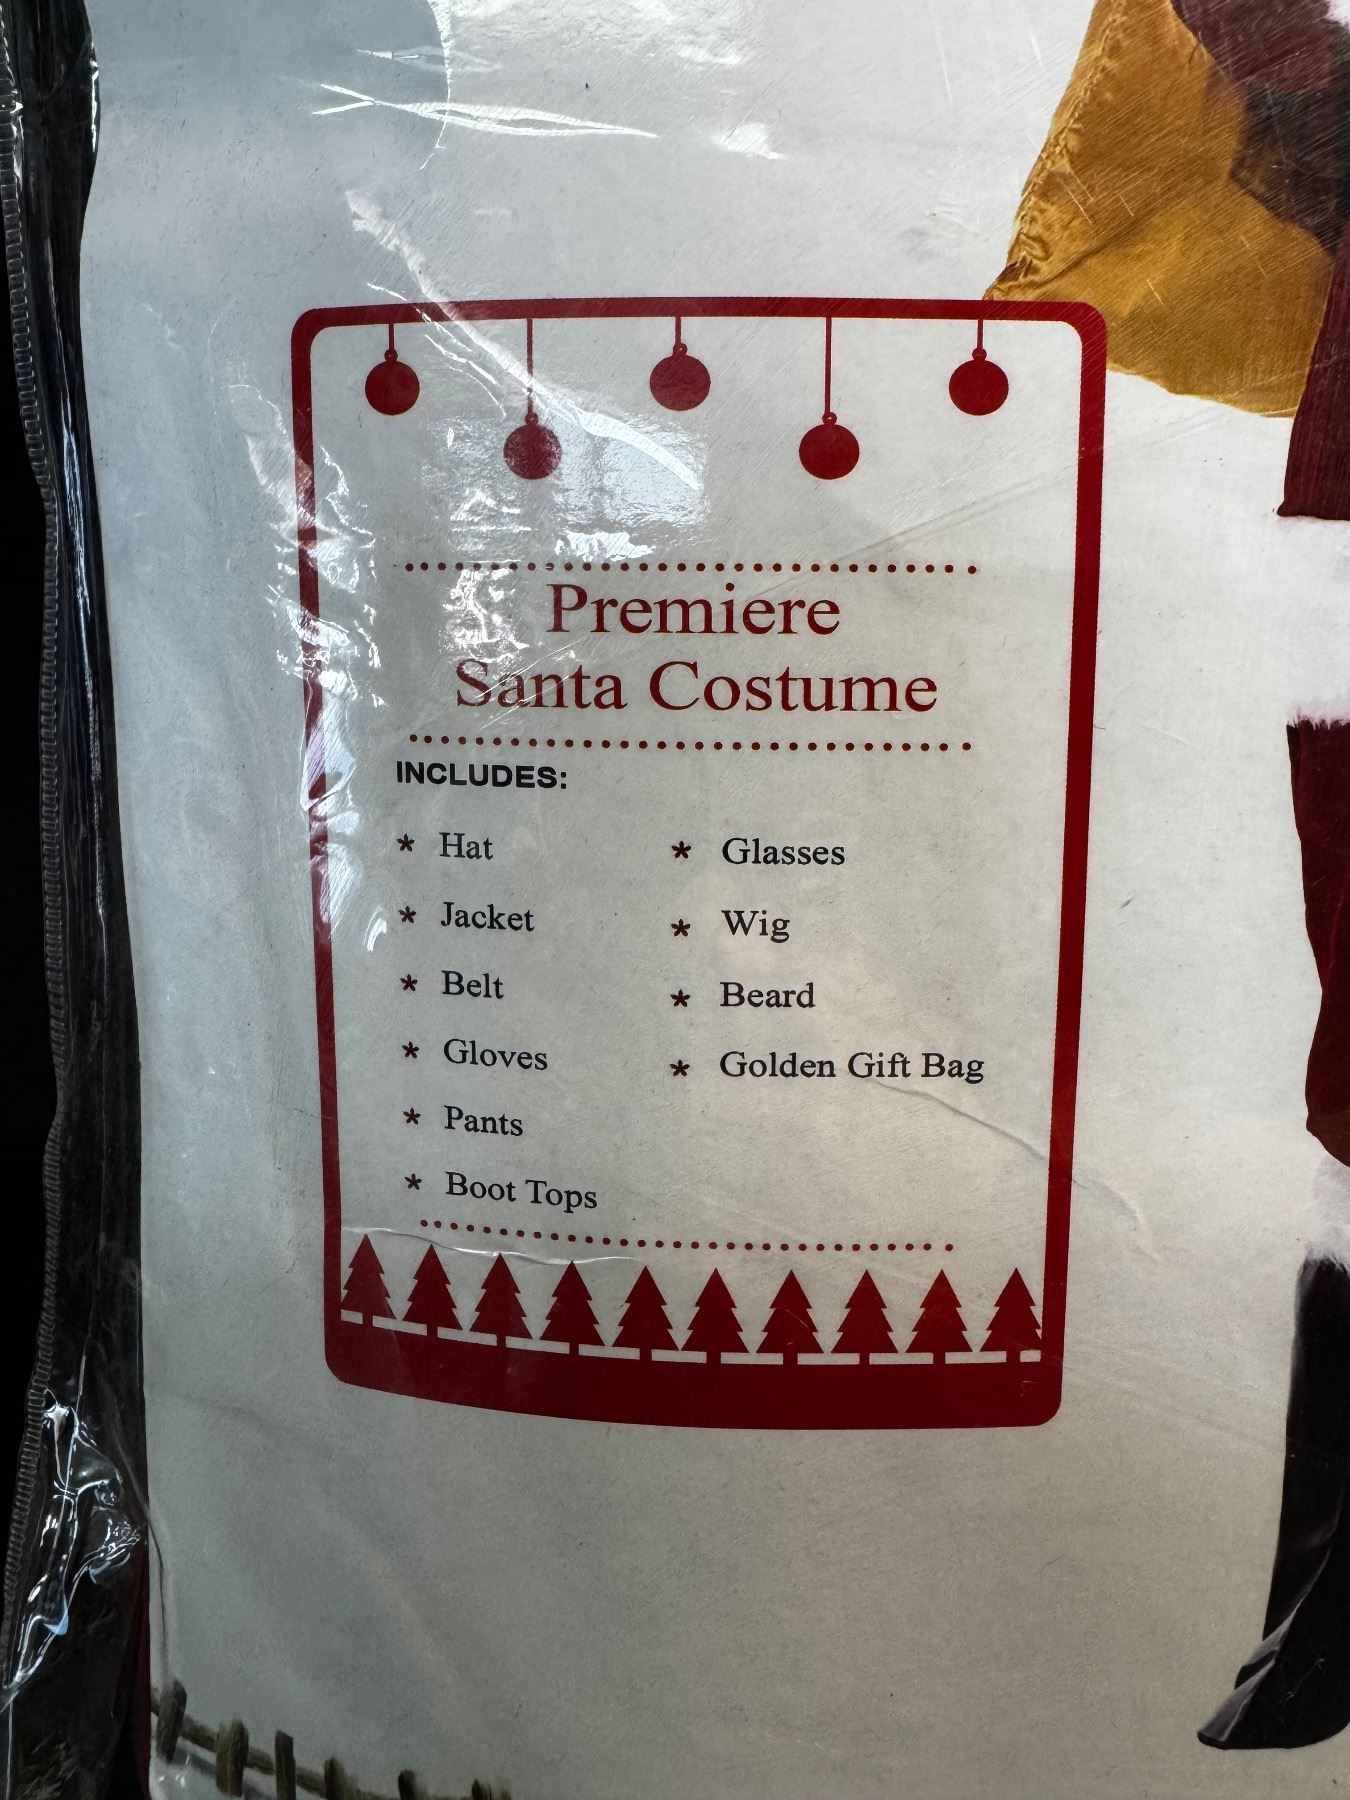 Premiere
Santa Costume
INCLUDES:
* Hat
* Jacket
* Belt
* Gloves
* Pants
* Boot Tops
* Glasses
* Wig
* Beard
* Golden Gift Bag